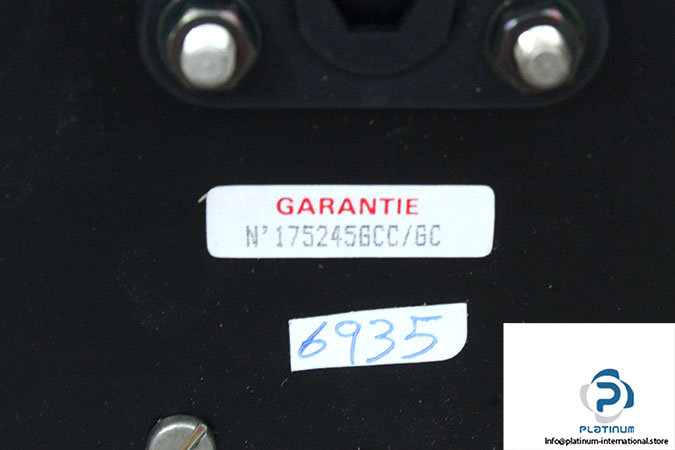 GARANTIE
N°175245GCC/GC
6935
P
PLATINUM
Info@platinum-international.store